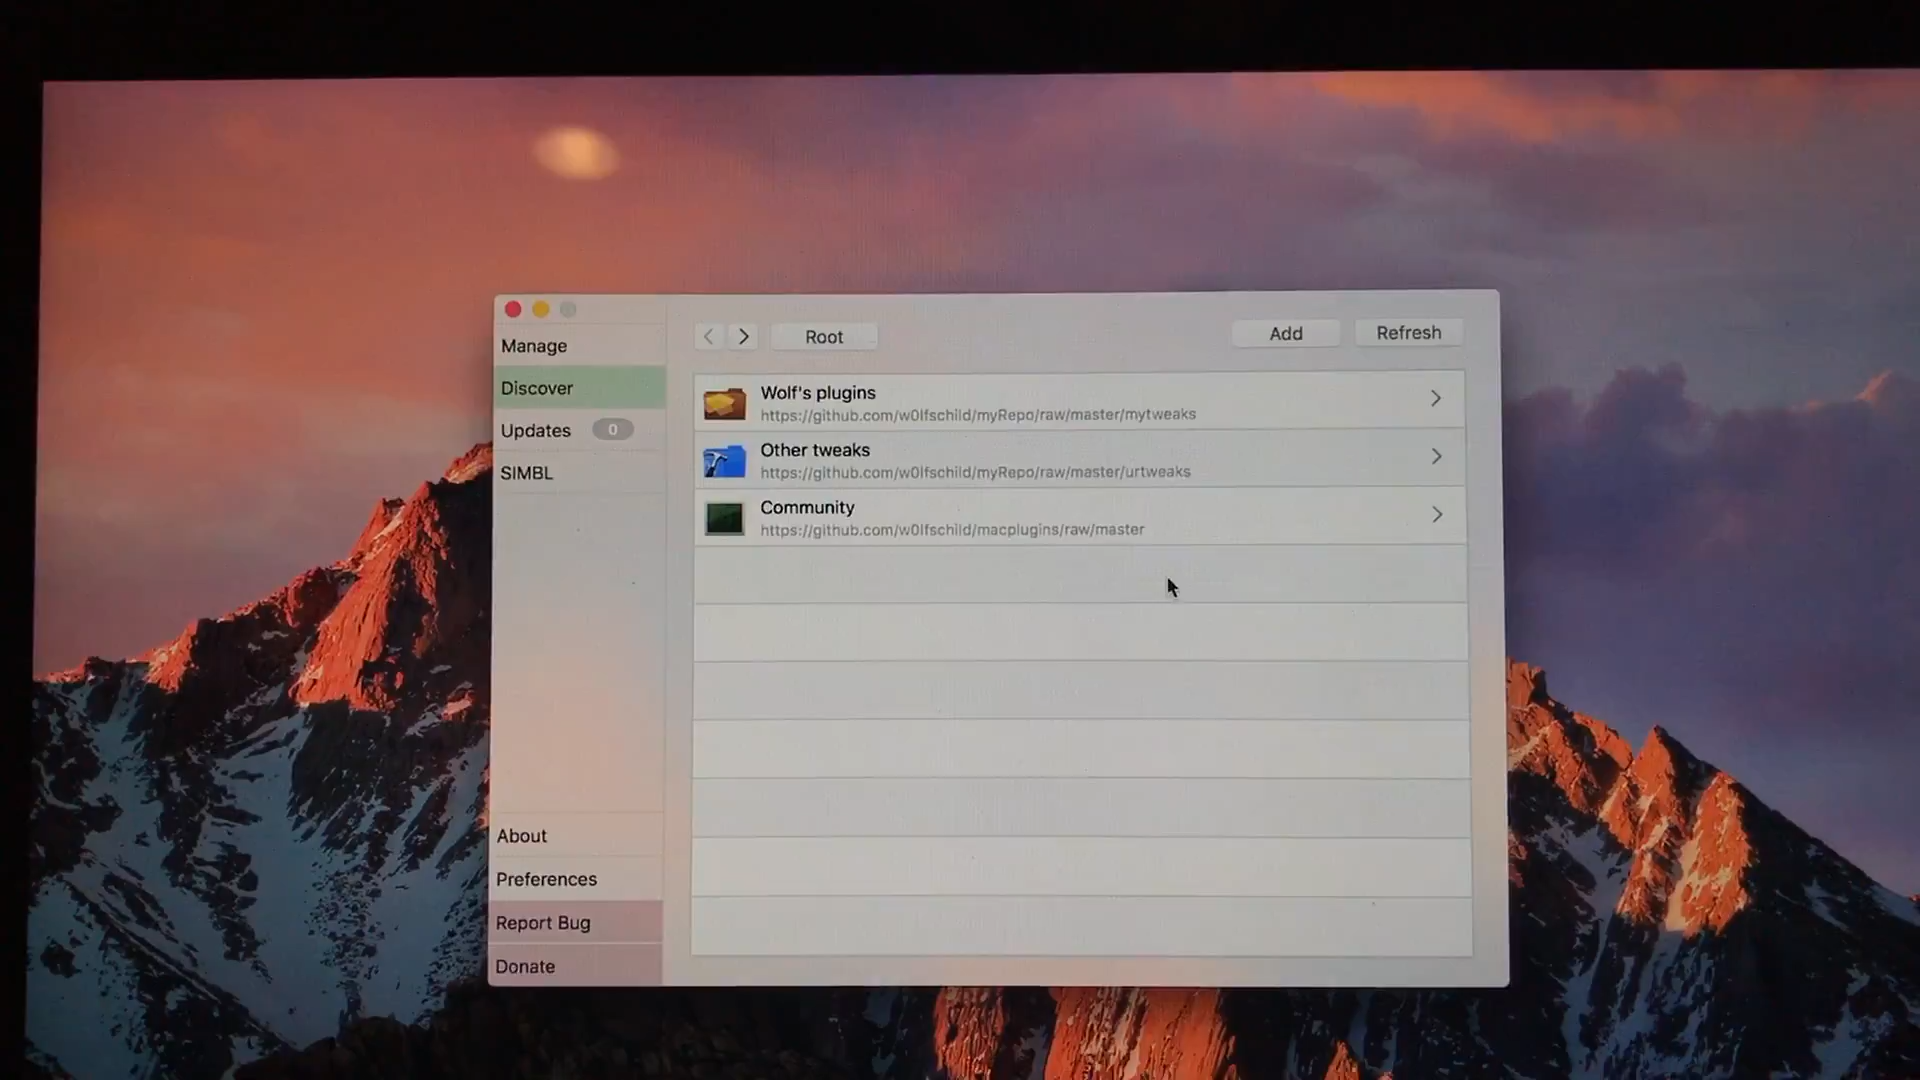 Manage
Discover
Updates 0
SIMBL
About
Preferences
Report Bug
Donate
Root
Add
Refresh
Wolf's plugins
https://github.com/w0lfschild/myRepo/raw/master/mytweaks
Other tweaks
https://github.com/w0lfschild/myRepo/raw/master/urtweaks
Community
https://github.com/w0lfschild/macplugins/raw/master